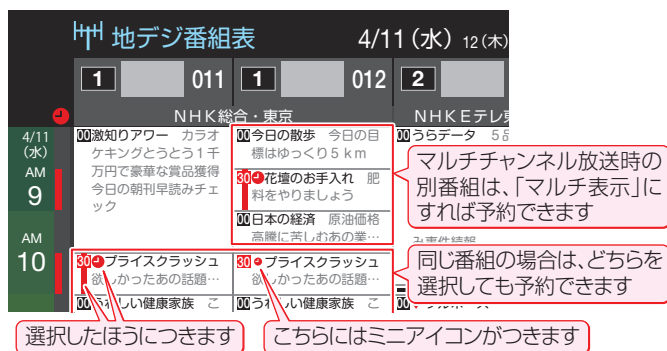 地デジ番組表 4/11(水) 12(木)
1 011 1 012 2
NHK総合・東京 NHKEテレ東
4/11
(水)
AM
9
00激知りアワー カラオ
ケキングとうとう1千
万円で豪華な賞品獲得
今日の朝刊早読みチェ
ック
00今日の散歩 今日の目
標はゆっくり5km
30花壇のお手入れ 肥
料をやりましょう
00日本の経済 原油価格
高騰に苦しむあの業…
00うらデータ 5
マルチチャンネル放送時の
別番組は、「マルチ表示」に
すれば予約できます
AM
10
30プライスクラッシュ
欲しかったあの話題…
00うれしい健康家族 こ
30プライスクラッシュ
欲しかったあの話題…
00うれしい健康家族 こ
み事件情報
00
同じ番組の場合は、どちらを
選択しても予約できます
選択したほうにつきます
こちらにはミニアイコンがつきます